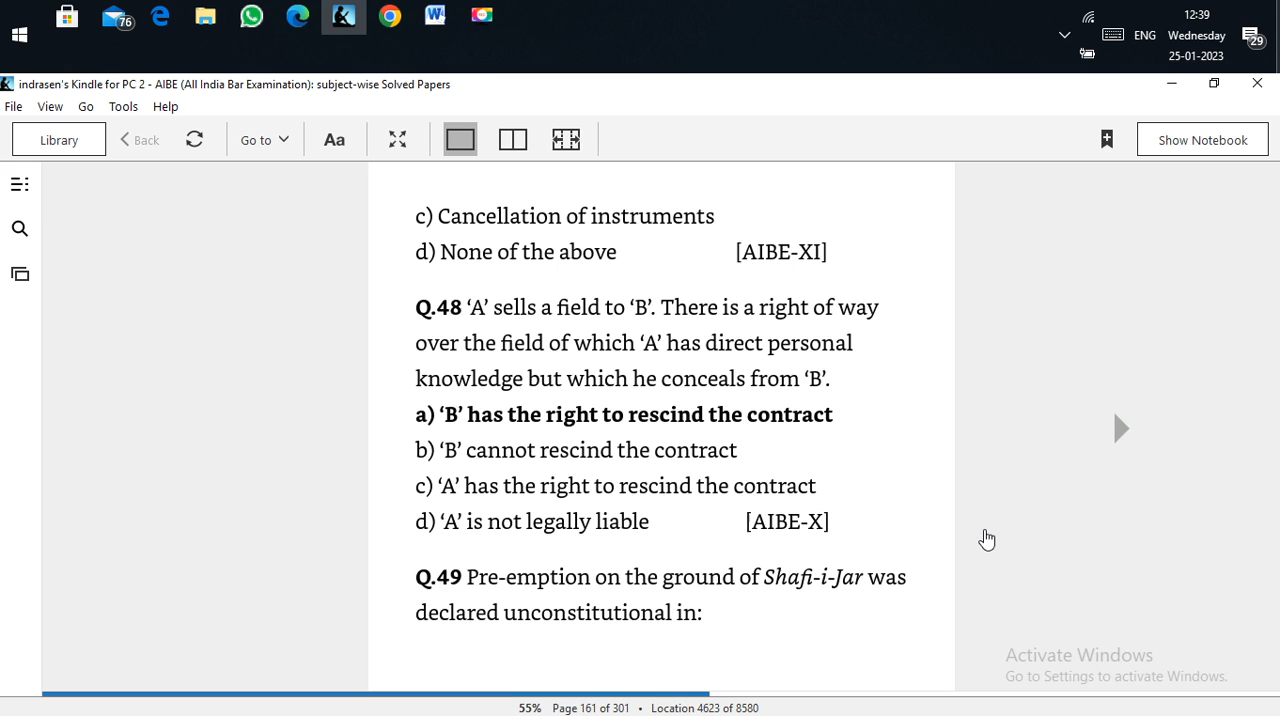 76
12:39
ENG
Wednesday
25-01-2023
29
indrasen's Kindle for PC 2 - AIBE (All India Bar Examination): subject-wise Solved Papers
File View Go Tools Help
Library
Back
Go to
Aa
Show Notebook
c) Cancellation of instruments
d) None of the above [AIBE-XI]
Q.48 ‘A’ sells a field to ‘B’. There is a right of way
over the field of which ‘A’ has direct personal
knowledge but which he conceals from ‘B’.
a) ‘B’ has the right to rescind the contract
b) ‘B’ cannot rescind the contract
c) ‘A’ has the right to rescind the contract
d) ‘A’ is not legally liable [AIBE-X]
Q.49 Pre-emption on the ground of Shafi-i-Jar was
declared unconstitutional in:
Activate Windows
Go to Settings to activate Windows.
55% Page 161 of 301 • Location 4623 of 8580